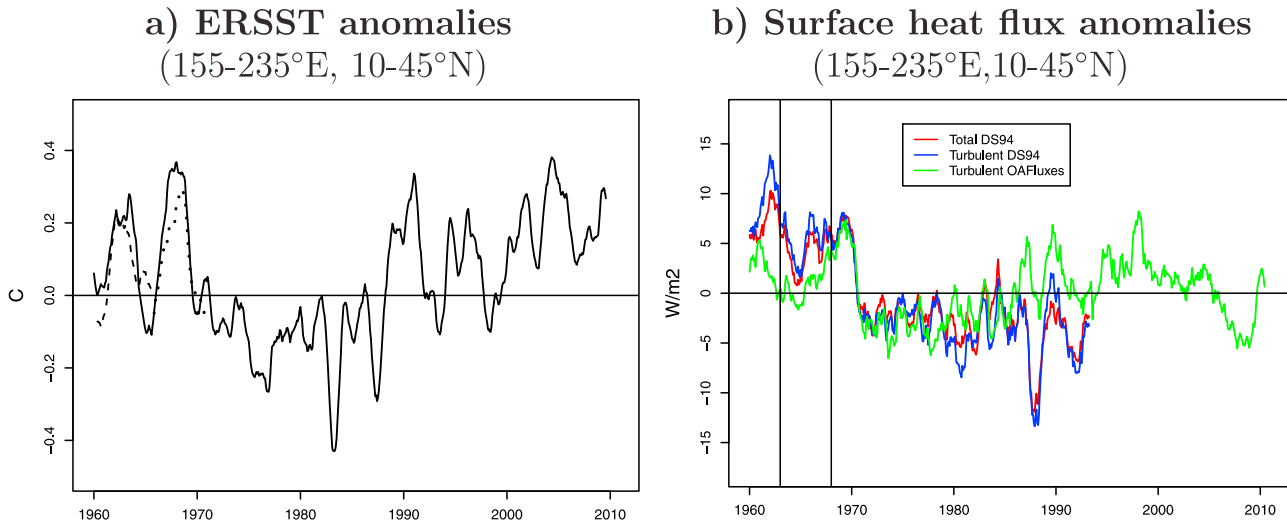 a) ERSST anomalies
(155-235°E, 10-45°N)
0.4
0.2
0.0
−0.2
−0.4
C
1960 1970 1980 1990 2000 2010
b) Surface heat flux anomalies
(155-235°E,10-45°N)
Total DS94
Turbulent DS94
Turbulent OAFluxes
15
10
5
0
−5
−10
−15
W/m2
1960 1970 1980 1990 2000 2010